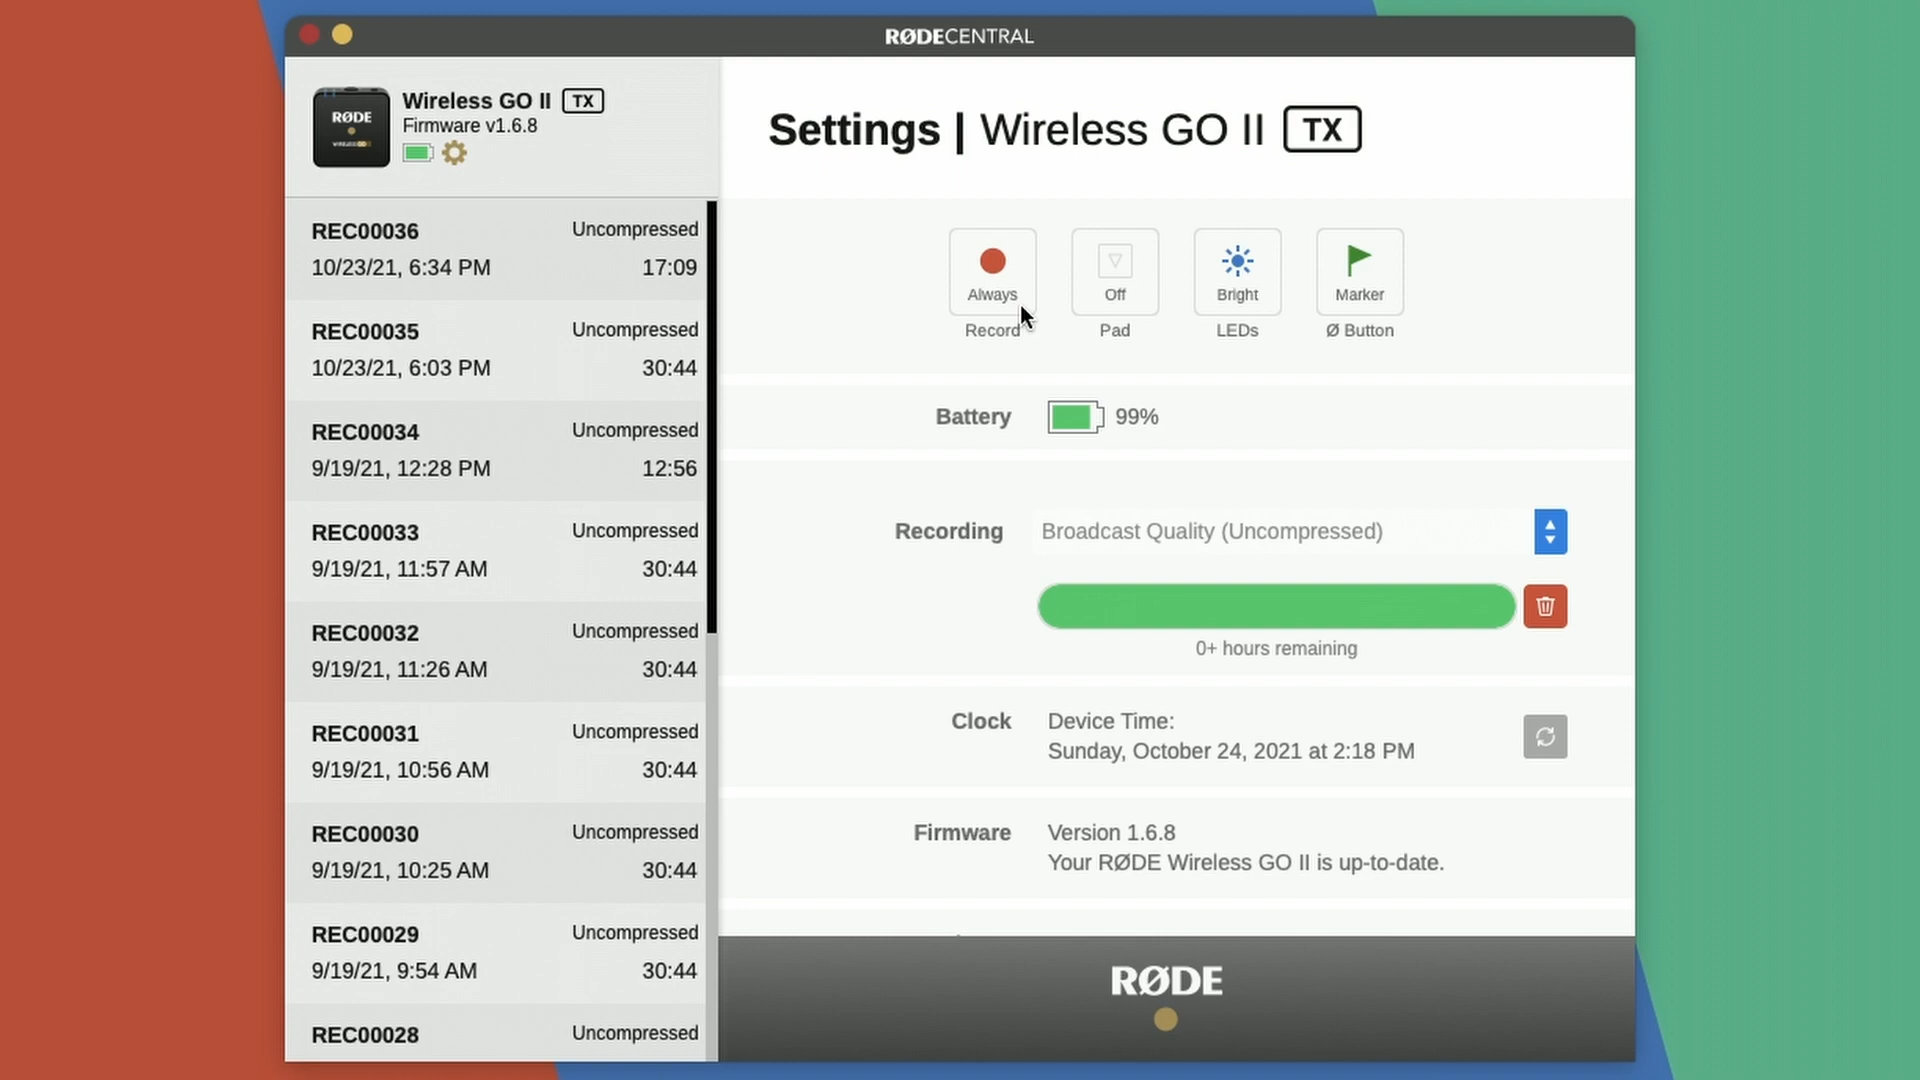 RØDECENTRAL
RØDE
Wireless GO II TX
Firmware v1.6.8
REC00036 Uncompressed
10/23/21, 6:34 PM 17:09
REC00035 Uncompressed
10/23/21, 6:03 PM 30:44
REC00034 Uncompressed
9/19/21, 12:28 PM 12:56
REC00033 Uncompressed
9/19/21, 11:57 AM 30:44
REC00032 Uncompressed
9/19/21, 11:26 AM 30:44
REC00031 Uncompressed
9/19/21, 10:56 AM 30:44
REC00030 Uncompressed
9/19/21, 10:25 AM 30:44
REC00029 Uncompressed
9/19/21, 9:54 AM 30:44
REC00028 Uncompressed
Settings | Wireless GO II TX
Always Off Bright Marker
Record Pad LEDs Ø Button
Battery 99%
Recording Broadcast Quality (Uncompressed)
0+ hours remaining
Clock Device Time:
Sunday, October 24, 2021 at 2:18 PM
Firmware Version 1.6.8
Your RØDE Wireless GO II is up-to-date.
RØDE